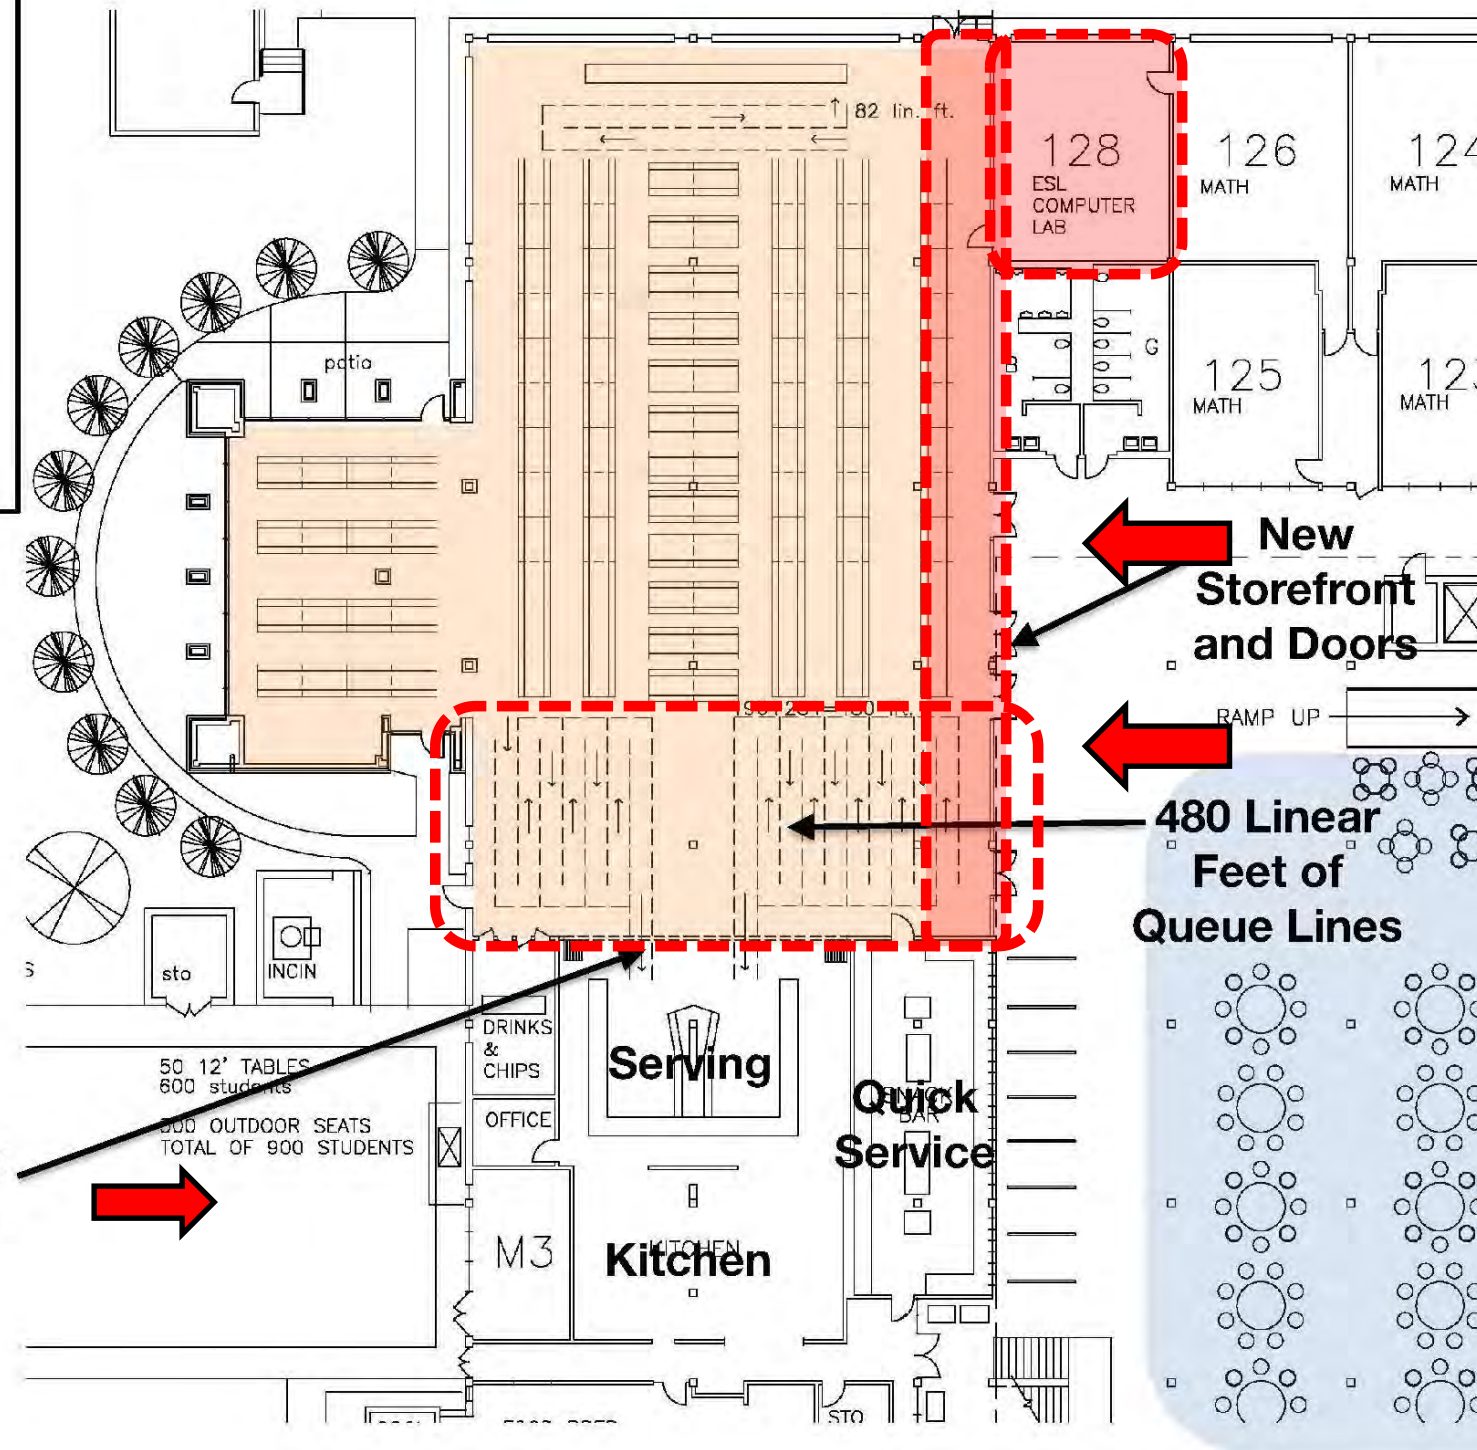 82 lin. ft.
128
ESL
COMPUTER
LAB
126
MATH
124
MATH
patio
G
125
MATH
MATH
New
Storefront
and Doors
RAMP UP
480 Linear
Feet of
Queue Lines
sto
INCIN
DRINKS
&
CHIPS
OFFICE
50 12' TABLES
600 students
OUTDOOR SEATS
TOTAL OF 900 STUDENTS
Serving
Quick
Service
SNACK
BAR
M3
Kitchen
KITCHEN
STO